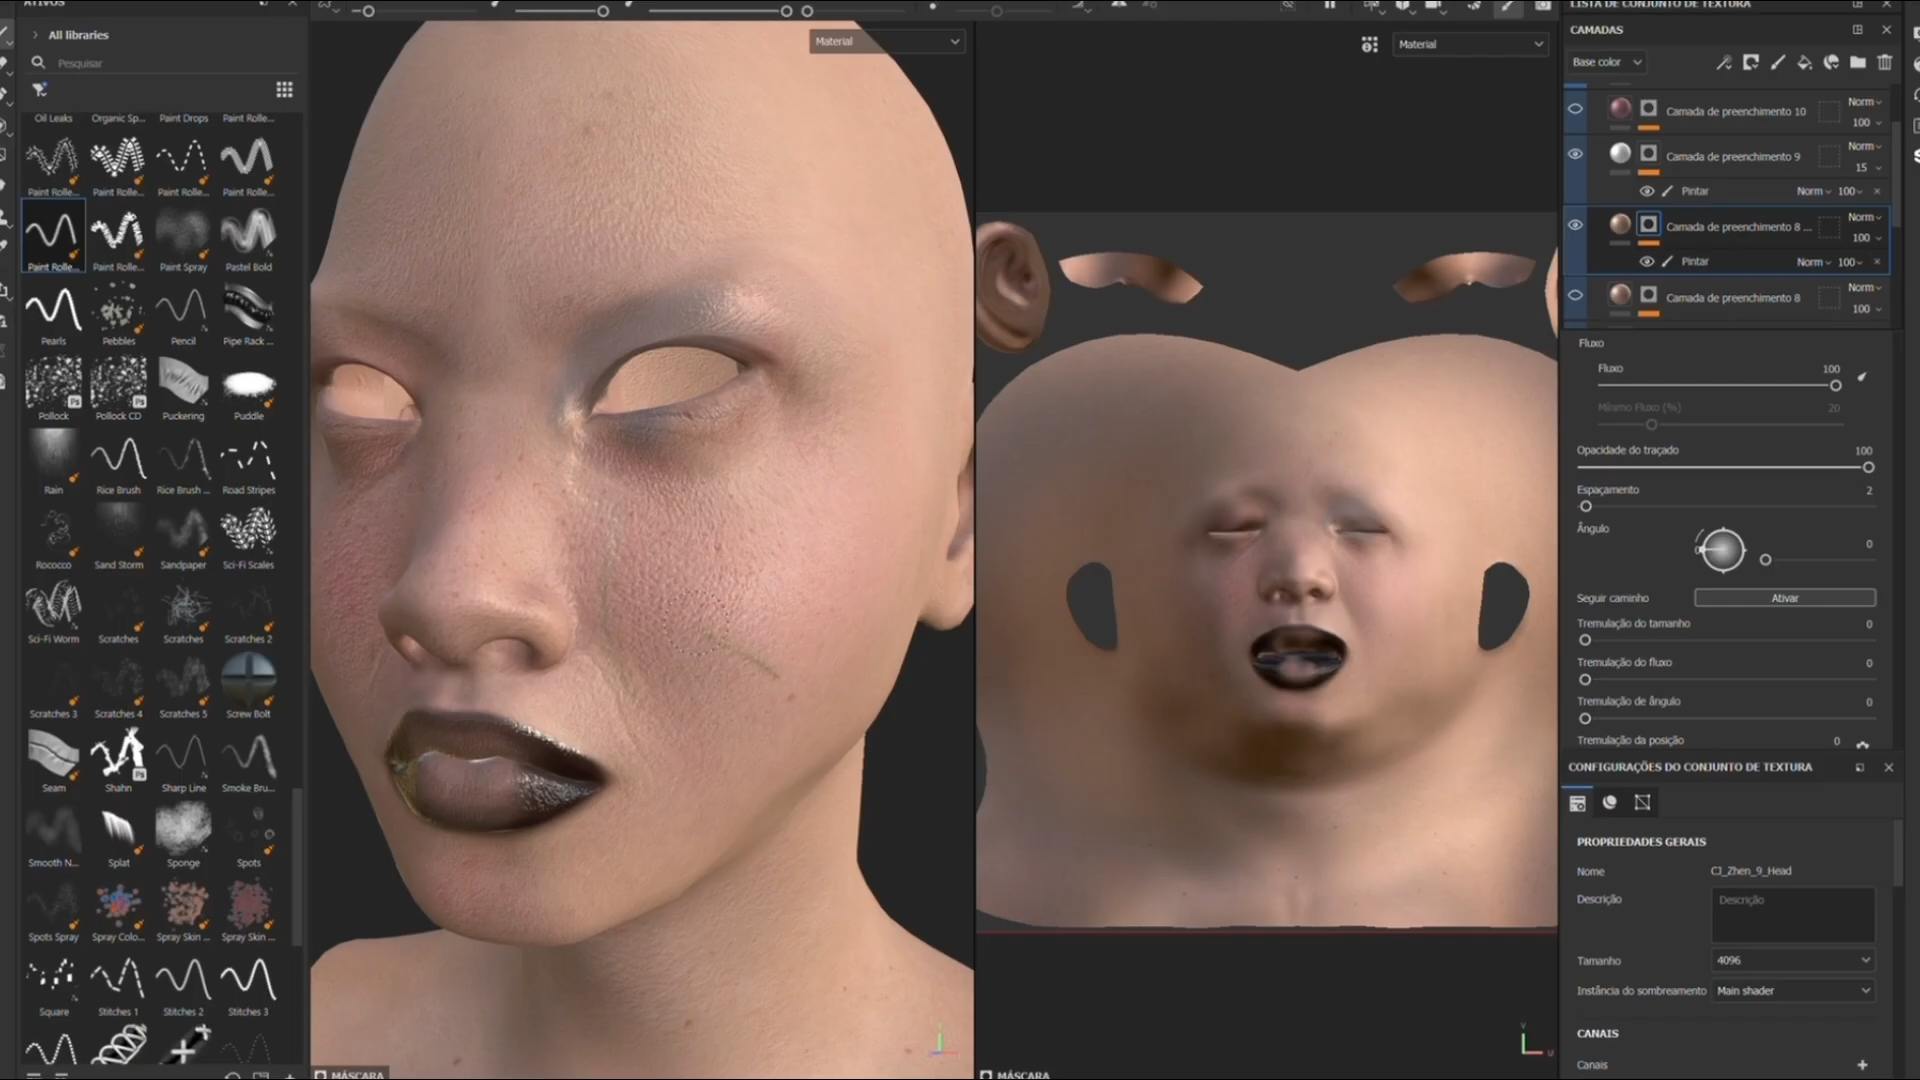 ATIVOS
All libraries
Pesquisar
Oil Leaks
Organic Sp...
Paint Drops
Paint Rolle...
Paint Rolle...
Paint Rolle...
Paint Rolle...
Paint Rolle...
Paint Rolle...
Paint Rolle...
Paint Spray
Pastel Bold
Pearls
Pebbles
Pencil
Pipe Rack ...
Pollock
Pollock CD
Puckering
Puddle
Rain
Rice Brush
Rice Brush ...
Road Stripes
Rococco
Sand Storm
Sandpaper
Sci-Fi Scales
Sci-Fi Worm
Scratches
Scratches
Scratches 2
Scratches 3
Scratches 4
Scratches 5
Screw Bolt
Seam
Shahn
Sharp Line
Smoke Bru...
Smooth N...
Splat
Sponge
Spots
Spots Spray
Spray Colo...
Spray Skin ...
Spray Skin ...
Square
Stitches 1
Stitches 2
Stitches 3
Material
MÁSCARA
Material
MÁSCARA
LISTA DE CONJUNTO DE TEXTURA
CAMADAS
Base color
Camada de preenchimento 10
Norm
100
Camada de preenchimento 9
Norm
15
Pintar
Norm
100
Camada de preenchimento 8 ...
Norm
100
Pintar
Norm
100
Camada de preenchimento 8
Norm
100
Fluxo
Fluxo
100
Mínimo Fluxo (%)
20
Opacidade do traçado
100
Espaçamento
2
Ângulo
0
Seguir caminho
Ativar
Tremulação do tamanho
0
Tremulação do fluxo
0
Tremulação de ângulo
0
Tremulação da posição
0
CONFIGURAÇÕES DO CONJUNTO DE TEXTURA
PROPRIEDADES GERAIS
Nome
CJ_Zhen_9_Head
Descrição
Descrição
Tamanho
4096
Instância do sombreamento
Main shader
CANAIS
Canais